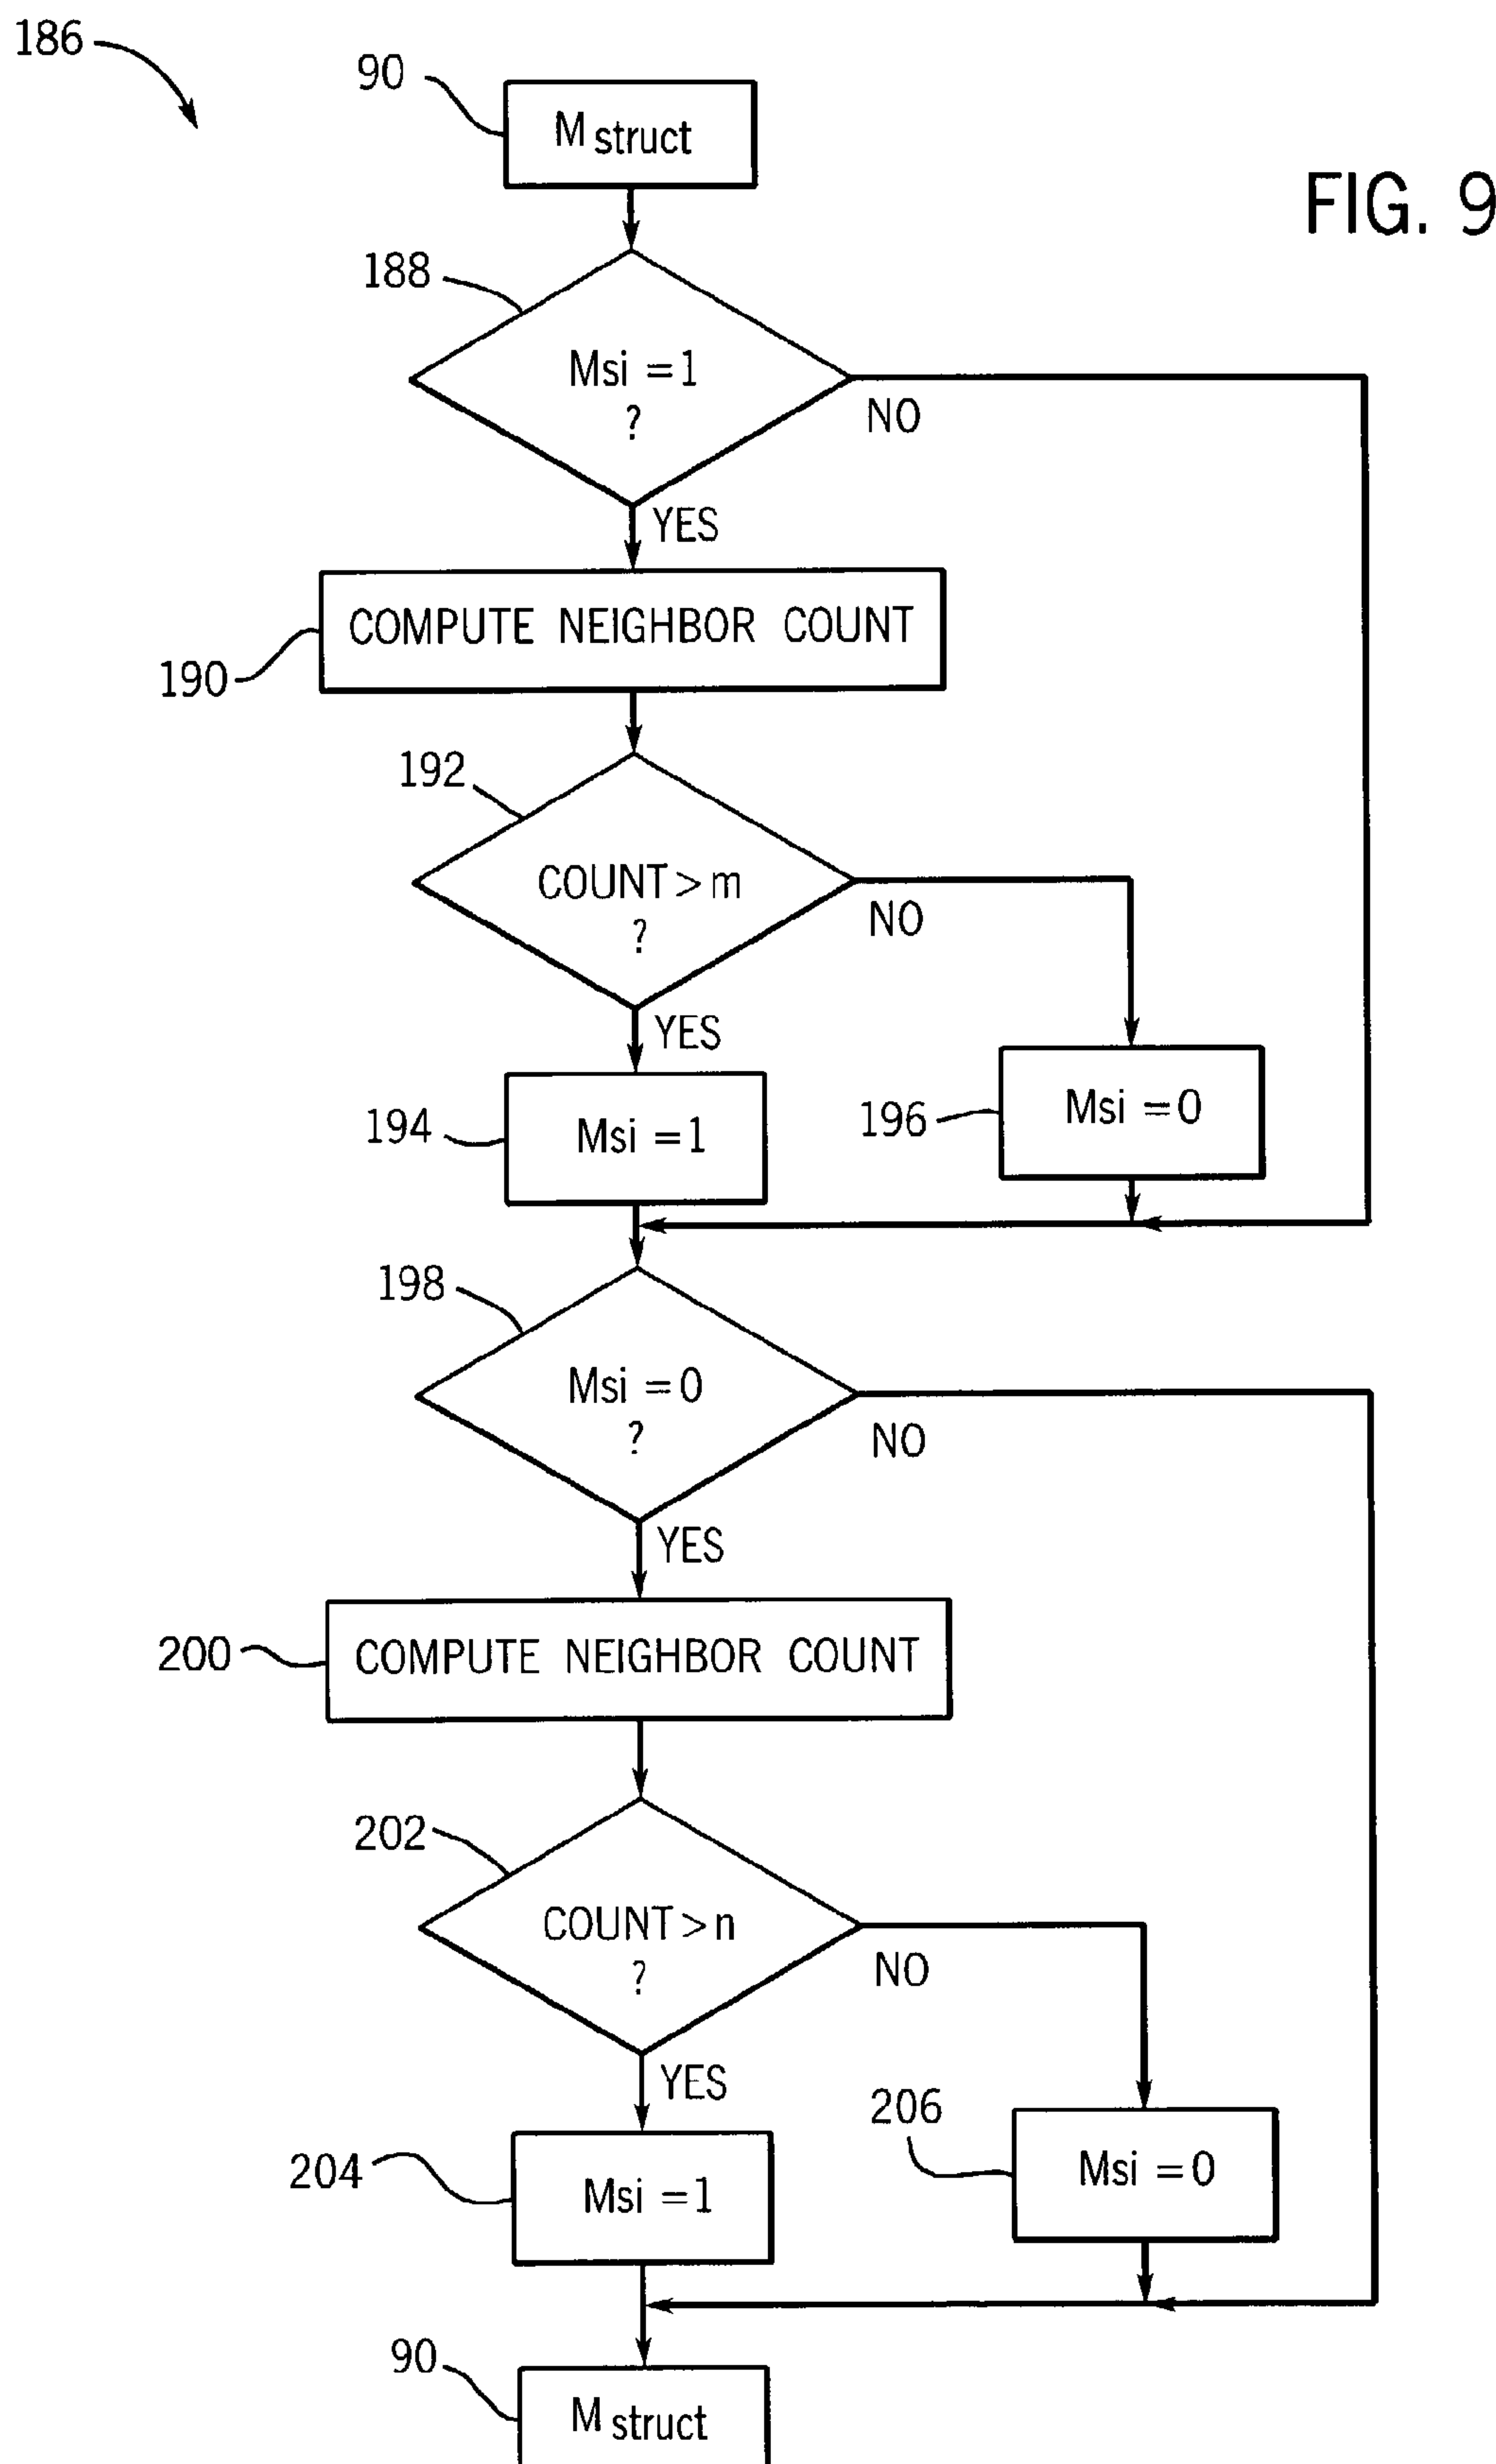 186
90
M struct
FIG. 9
188
Msi = 1
?
NO
YES
COMPUTE NEIGHBOR COUNT
190
192
COUNT > m
?
NO
YES
194
Msi = 1
196
Msi = 0
198
Msi = 0
?
NO
YES
200
COMPUTE NEIGHBOR COUNT
202
COUNT > n
?
NO
YES
204
Msi = 1
206
Msi = 0
90
M struct